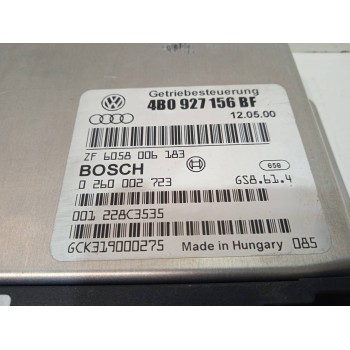 Getriebesteuerung
4B0 927 156 BF
12.05.00
ZF 6058 006 183
BOSCH
656
0 260 002 723
GS8.61.4
001 228C3535
GCK319000275 Made in Hungary 085